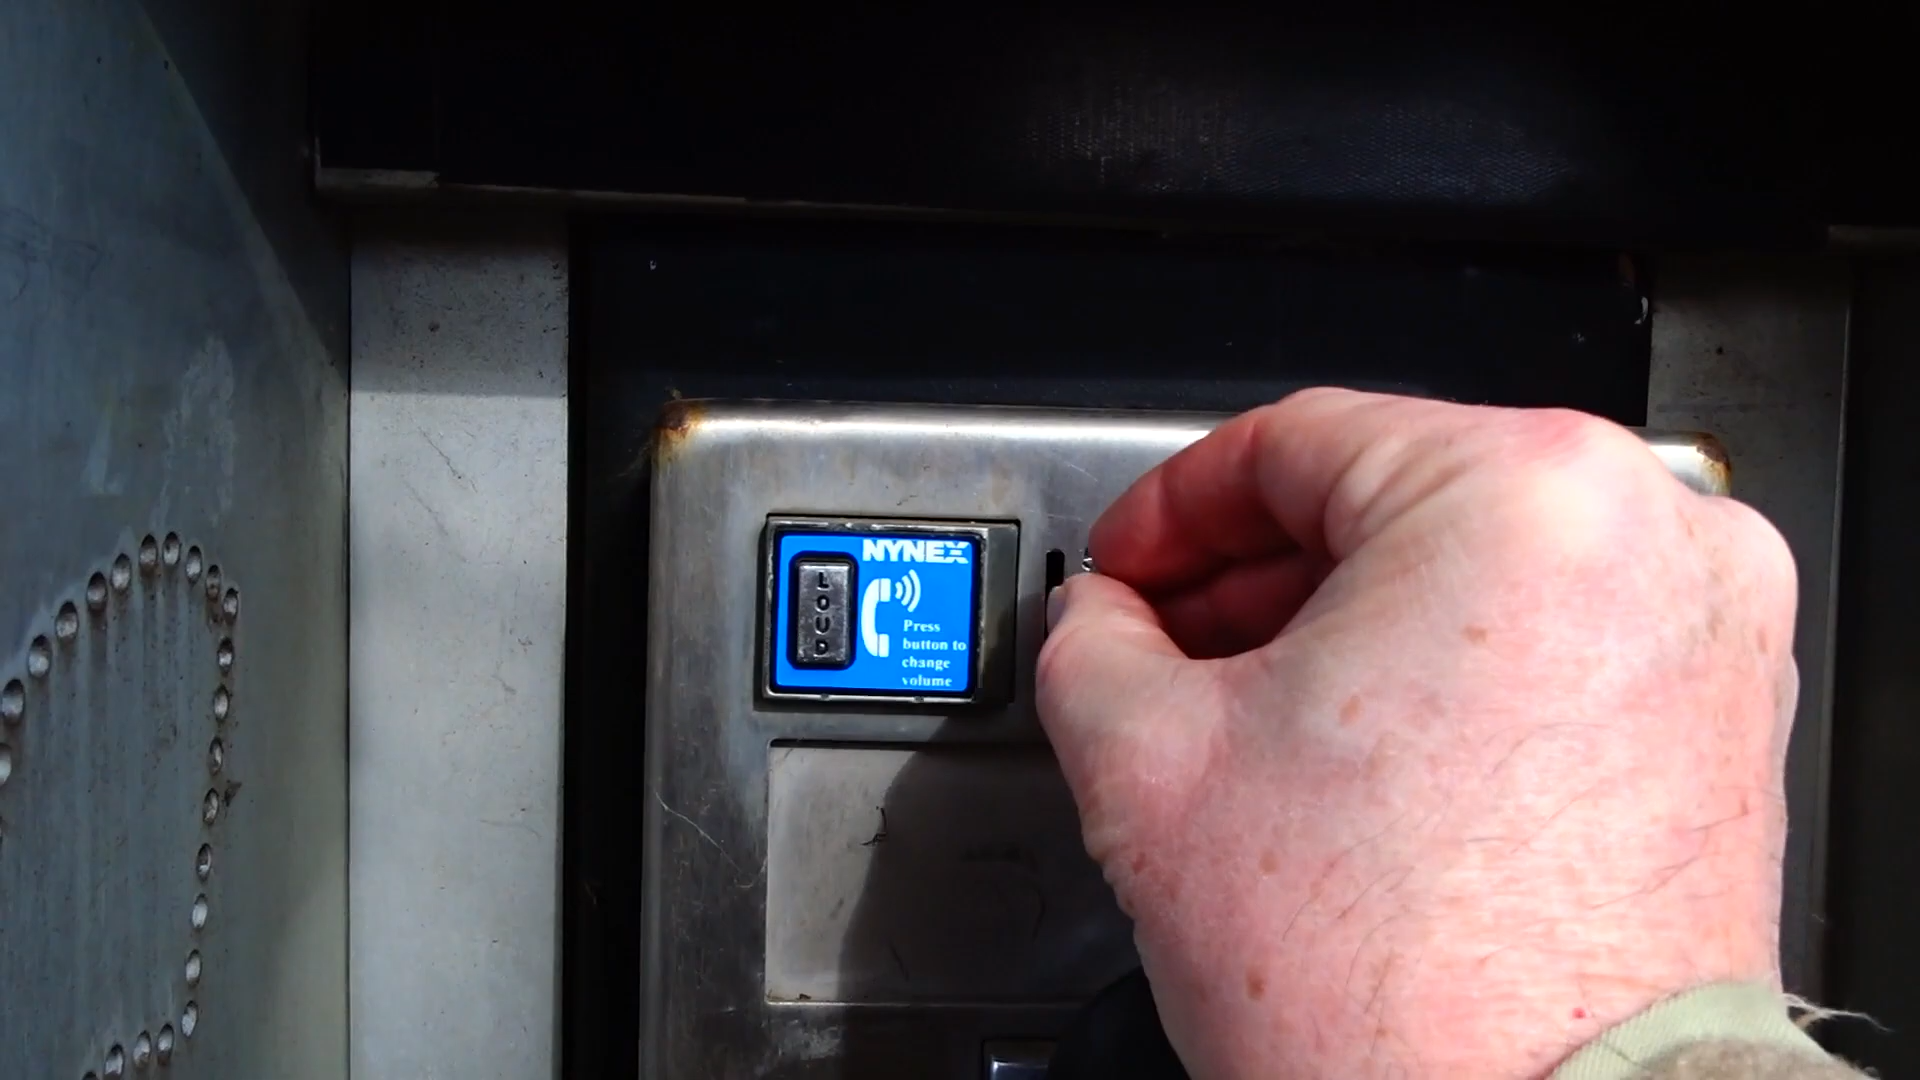 NYNEX
LOUD
Press
button to
change
volume